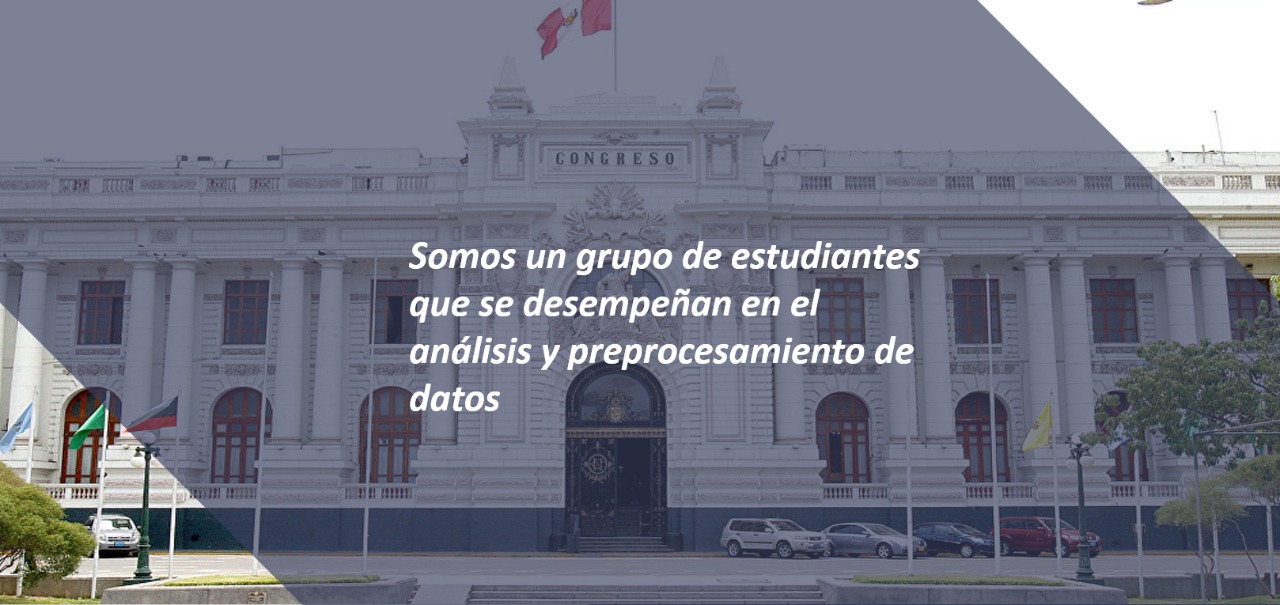 CONGRESO
Somos un grupo de estudiantes
que se desempeñan en el
análisis y preprocesamiento de
datos